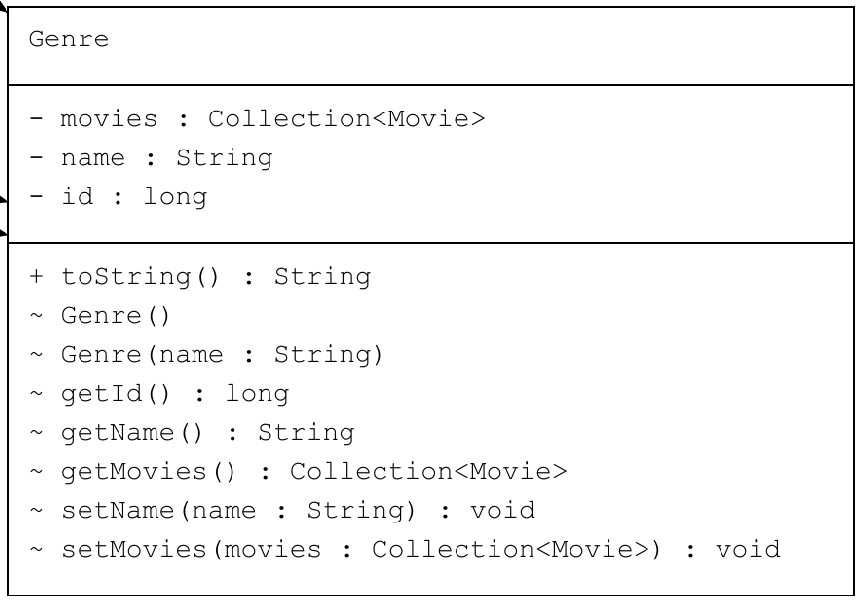 Genre
- movies : Collection<Movie>
- name : String
- id : long
+ toString() : String
~ Genre()
~ Genre(name : String)
~ getId() : long
~ getName() : String
~ getMovies() : Collection<Movie>
~ setName(name : String) : void
~ setMovies(movies : Collection<Movie>) : void